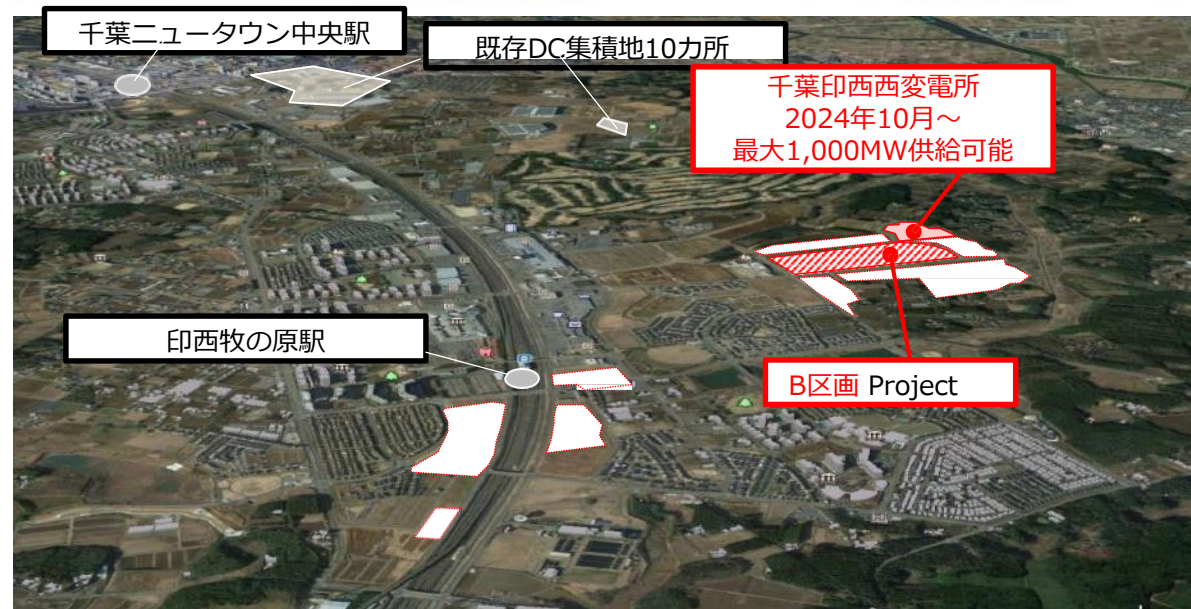 千葉ニュータウン中央駅
既存DC集積地10カ所
千葉印西西変電所
2024年10月～
最大1,000MW供給可能
印西牧の原駅
B区画 Project